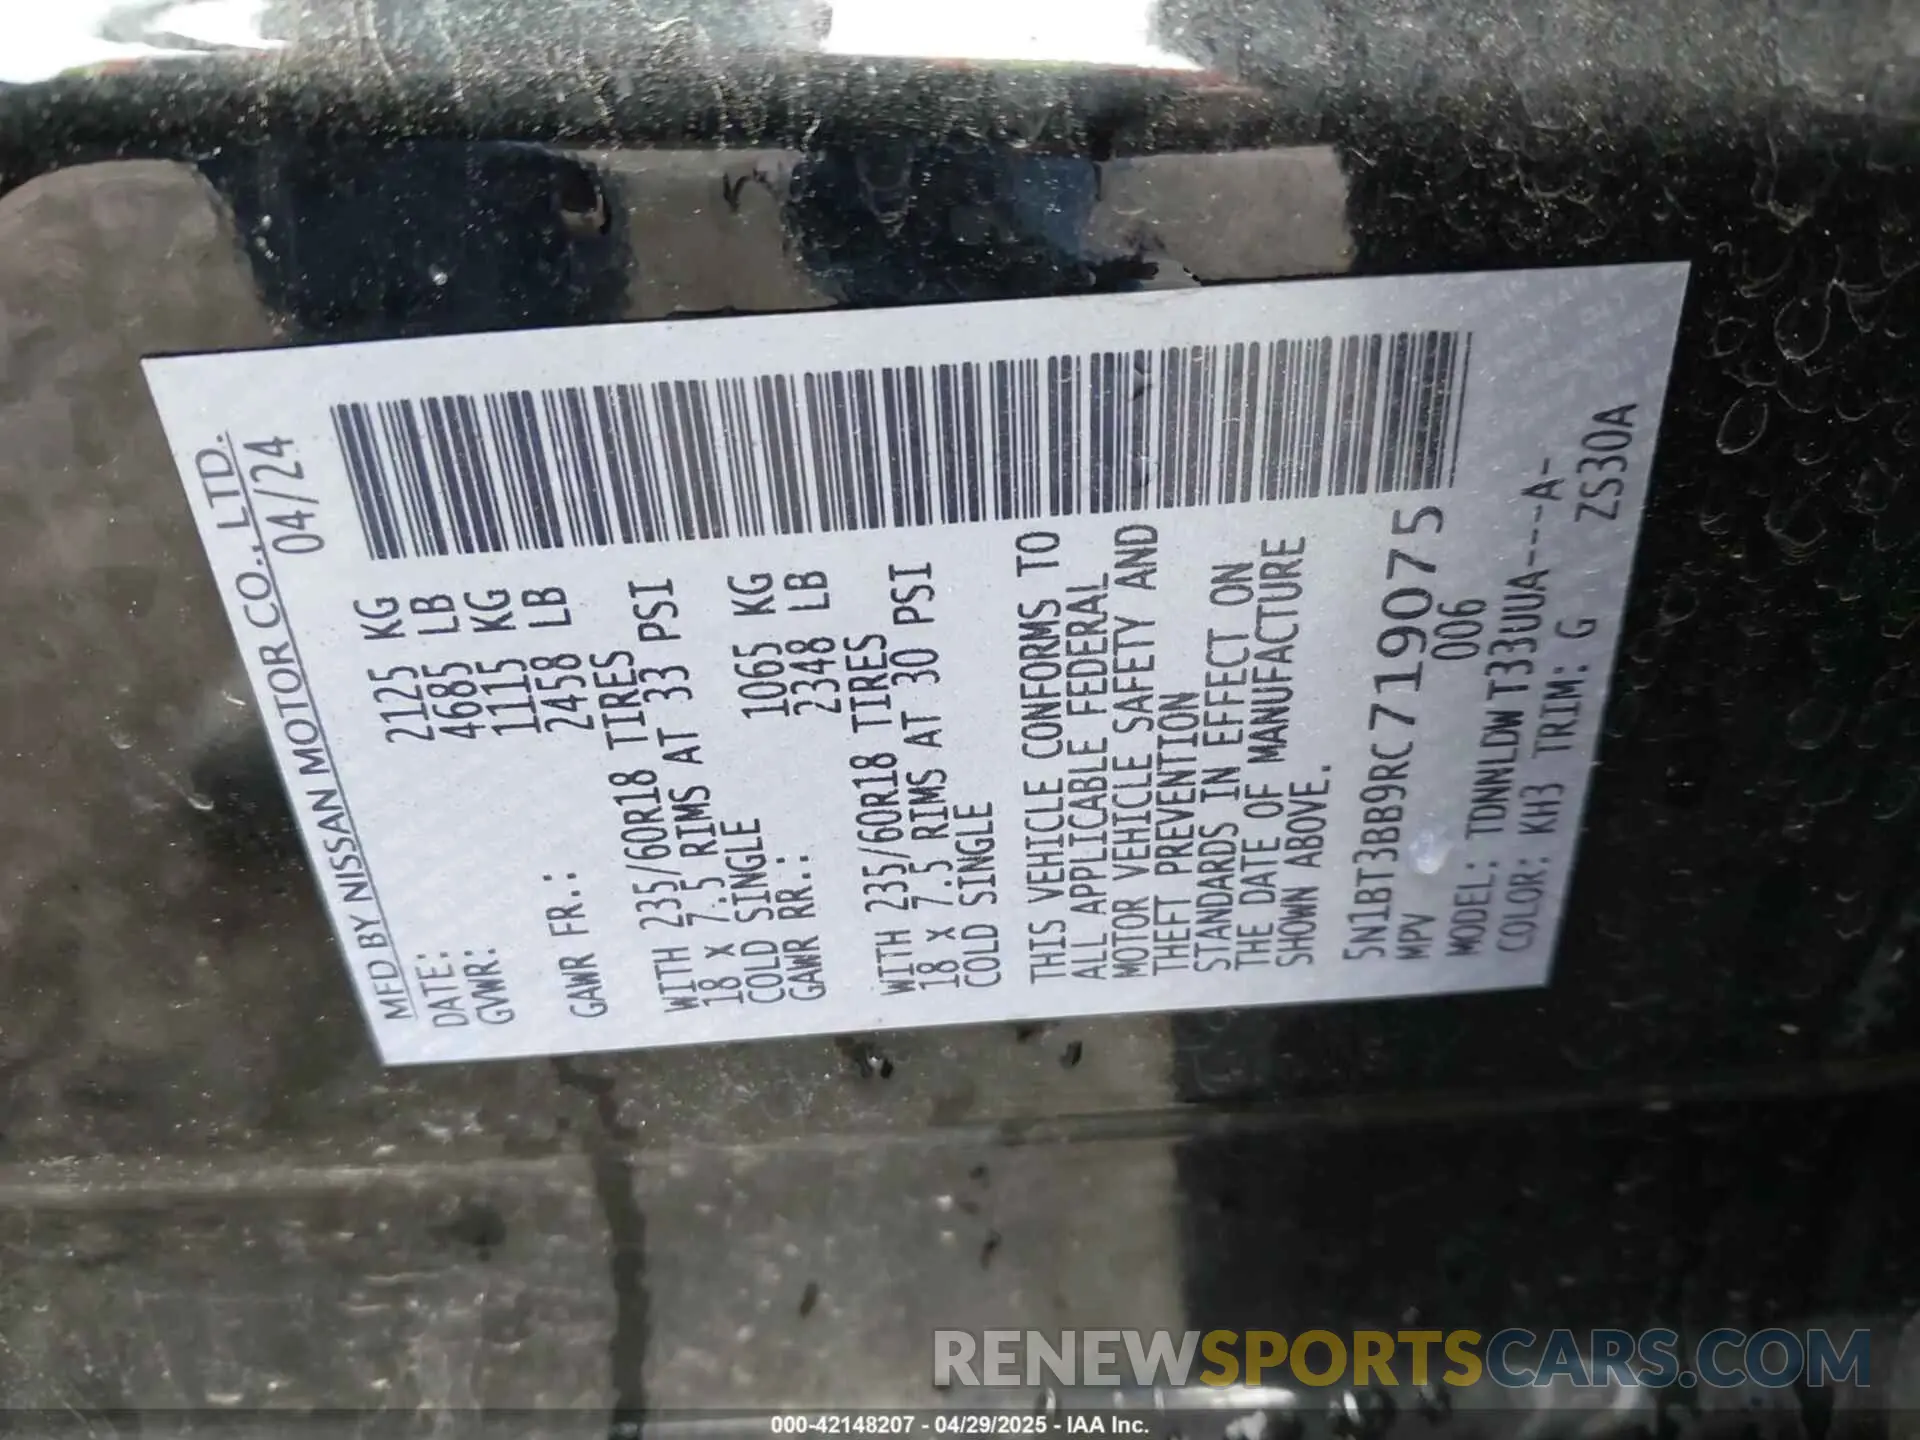 MFD BY NISSAN MOTOR CO., LTD.
DATE: 04/24
GVWR: 2125 KG
4685 LB
GAWR FR.: 1115 KG
2458 LB
WITH 235/60R18 TIRES
18 x 7.5 RIMS AT 33 PSI
COLD SINGLE
GAWR RR.: 1065 KG
2348 LB
WITH 235/60R18 TIRES
18 x 7.5 RIMS AT 30 PSI
COLD SINGLE
THIS VEHICLE CONFORMS TO
ALL APPLICABLE FEDERAL
MOTOR VEHICLE SAFETY AND
THEFT PREVENTION
STANDARDS IN EFFECT ON
THE DATE OF MANUFACTURE
SHOWN ABOVE.
5N1BT3BB9RC719075
MPV 006
MODEL: TDNNLDW T33UUA---A-
COLOR: KH3 TRIM: G ZS30A
RENEWSPORTSCARS.COM
000-42148207 - 04/29/2025 - IAA Inc.